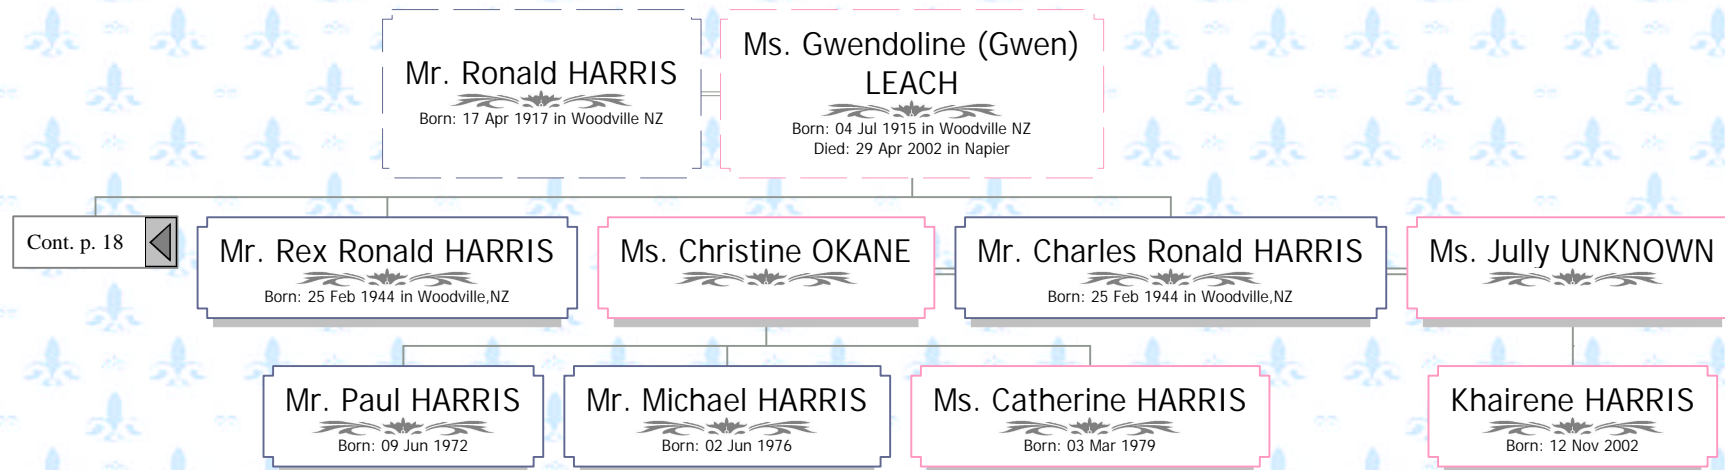 Mr. Ronald HARRIS
Born: 17 Apr 1917 in Woodville NZ
Ms. Gwendoline (Gwen)
LEACH
Born: 04 Jul 1915 in Woodville NZ
Died: 29 Apr 2002 in Napier
Cont. p. 18
Mr. Rex Ronald HARRIS
Born: 25 Feb 1944 in Woodville,NZ
Ms. Christine OKANE
Mr. Charles Ronald HARRIS
Born: 25 Feb 1944 in Woodville,NZ
Ms. Jully UNKNOWN
Mr. Paul HARRIS
Born: 09 Jun 1972
Mr. Michael HARRIS
Born: 02 Jun 1976
Ms. Catherine HARRIS
Born: 03 Mar 1979
Khairene HARRIS
Born: 12 Nov 2002